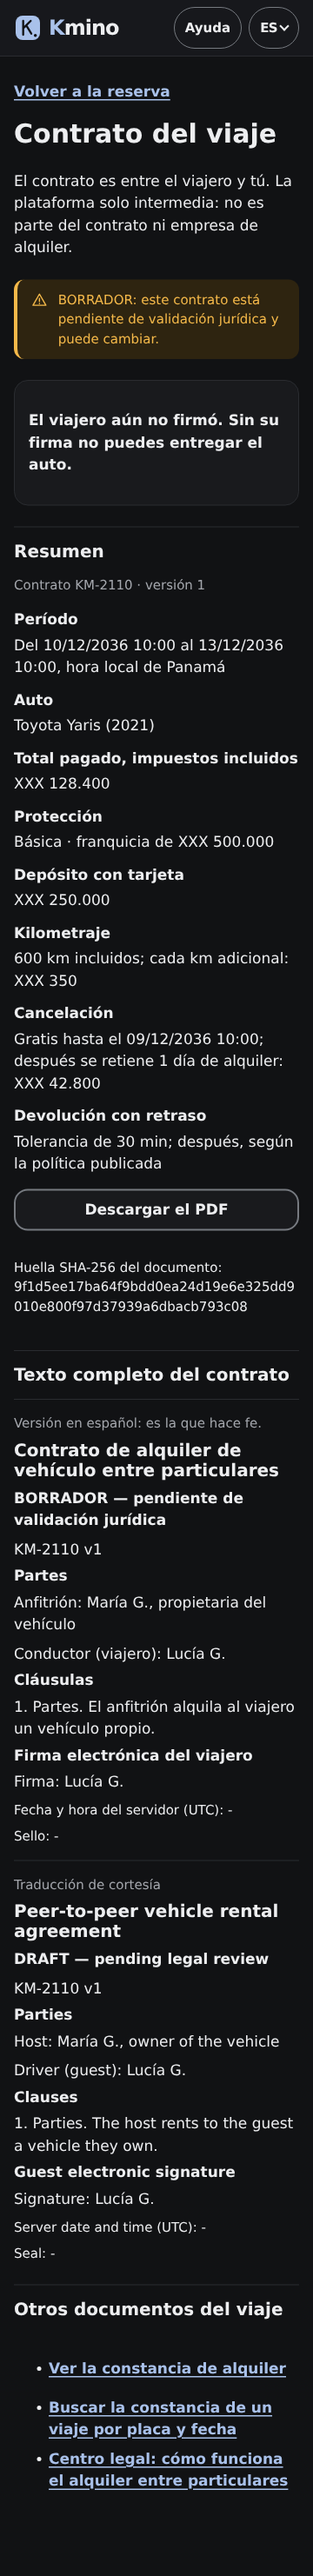 K. Kmino
Ayuda
ES
Volver a la reserva
Contrato del viaje
El contrato es entre el viajero y tú. La
plataforma solo intermedia: no es
parte del contrato ni empresa de
alquiler.
BORRADOR: este contrato está
pendiente de validación jurídica y
puede cambiar.
El viajero aún no firmó. Sin su
firma no puedes entregar el
auto.
Resumen
Contrato KM-2110 · versión 1
Período
Del 10/12/2036 10:00 al 13/12/2036
10:00, hora local de Panamá
Auto
Toyota Yaris (2021)
Total pagado, impuestos incluidos
XXX 128.400
Protección
Básica · franquicia de XXX 500.000
Depósito con tarjeta
XXX 250.000
Kilometraje
600 km incluidos; cada km adicional:
XXX 350
Cancelación
Gratis hasta el 09/12/2036 10:00;
después se retiene 1 día de alquiler:
XXX 42.800
Devolución con retraso
Tolerancia de 30 min; después, según
la política publicada
Descargar el PDF
Huella SHA-256 del documento:
9f1d5ee17ba64f9bdd0ea24d19e6e325dd9
010e800f97d37939a6dbacb793c08
Texto completo del contrato
Versión en español: es la que hace fe.
Contrato de alquiler de
vehículo entre particulares
BORRADOR — pendiente de
validación jurídica
KM-2110 v1
Partes
Anfitrión: María G., propietaria del
vehículo
Conductor (viajero): Lucía G.
Cláusulas
1. Partes. El anfitrión alquila al viajero
un vehículo propio.
Firma electrónica del viajero
Firma: Lucía G.
Fecha y hora del servidor (UTC): -
Sello: -
Traducción de cortesía
Peer-to-peer vehicle rental
agreement
DRAFT — pending legal review
KM-2110 v1
Parties
Host: María G., owner of the vehicle
Driver (guest): Lucía G.
Clauses
1. Parties. The host rents to the guest
a vehicle they own.
Guest electronic signature
Signature: Lucía G.
Server date and time (UTC): -
Seal: -
Otros documentos del viaje
• Ver la constancia de alquiler
• Buscar la constancia de un
viaje por placa y fecha
• Centro legal: cómo funciona
el alquiler entre particulares